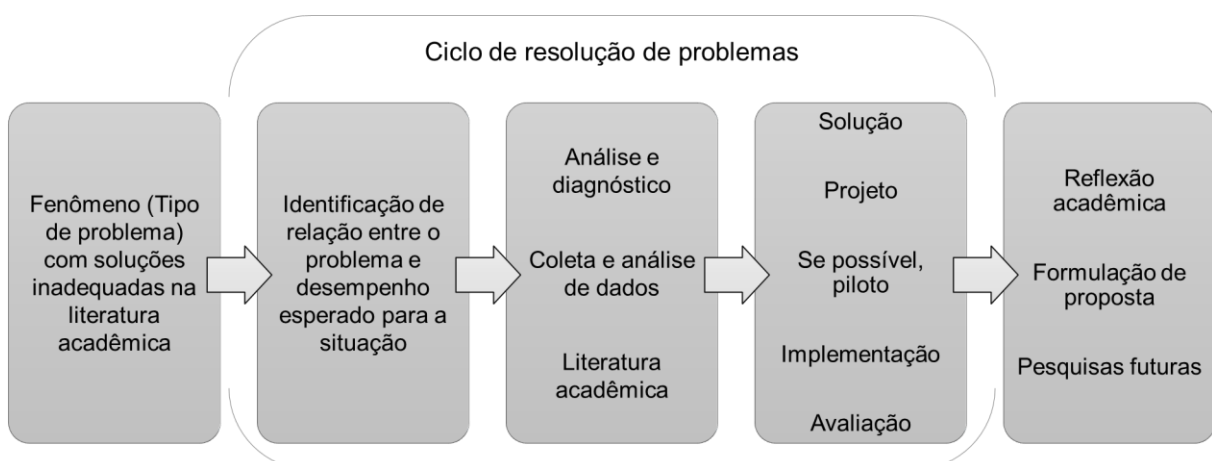 Ciclo de resolução de problemas
Fenômeno (Tipo
de problema)
com soluções
inadequadas na
literatura
acadêmica
Identificação de
relação entre o
problema e
desempenho
esperado para a
situação
Análise e
diagnóstico
Coleta e análise
de dados
Literatura
acadêmica
Solução
Projeto
Se possível,
piloto
Implementação
Avaliação
Reflexão
acadêmica
Formulação de
proposta
Pesquisas futuras